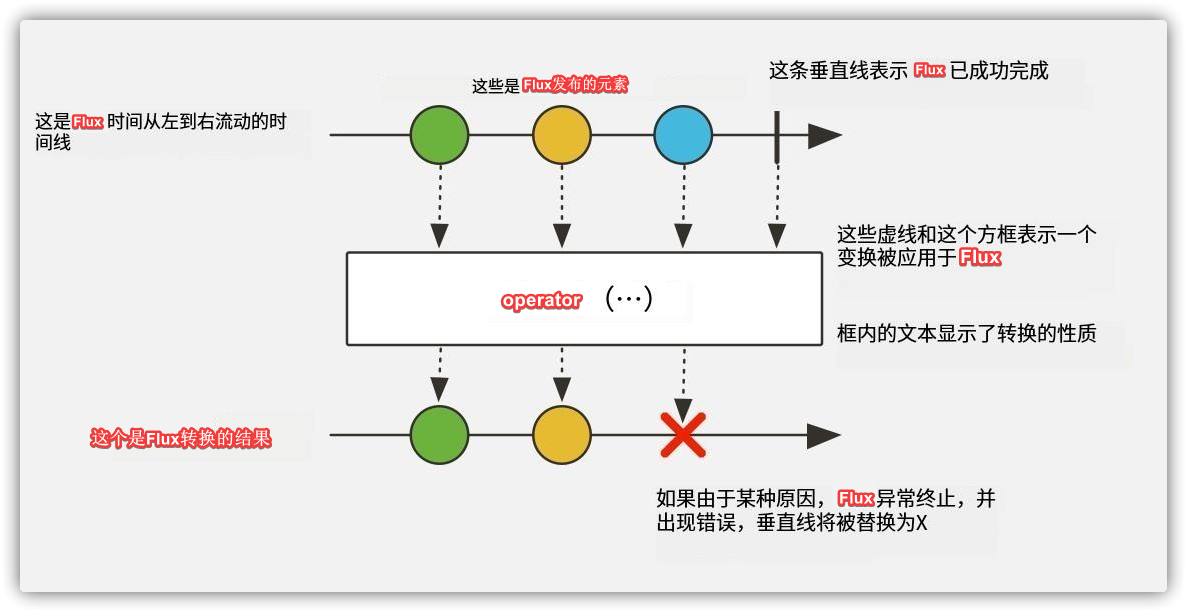 这些是 Flux发布的元素
这条垂直线表示 Flux 已成功完成
这是Flux 时间从左到右流动的时
间线
这些虚线和这个方框表示一个
变换被应用于 Flux
operator （…）
框内的文本显示了转换的性质
这个是Flux转换的结果
如果由于某种原因，Flux异常终止，并
出现错误，垂直线将被替换为X